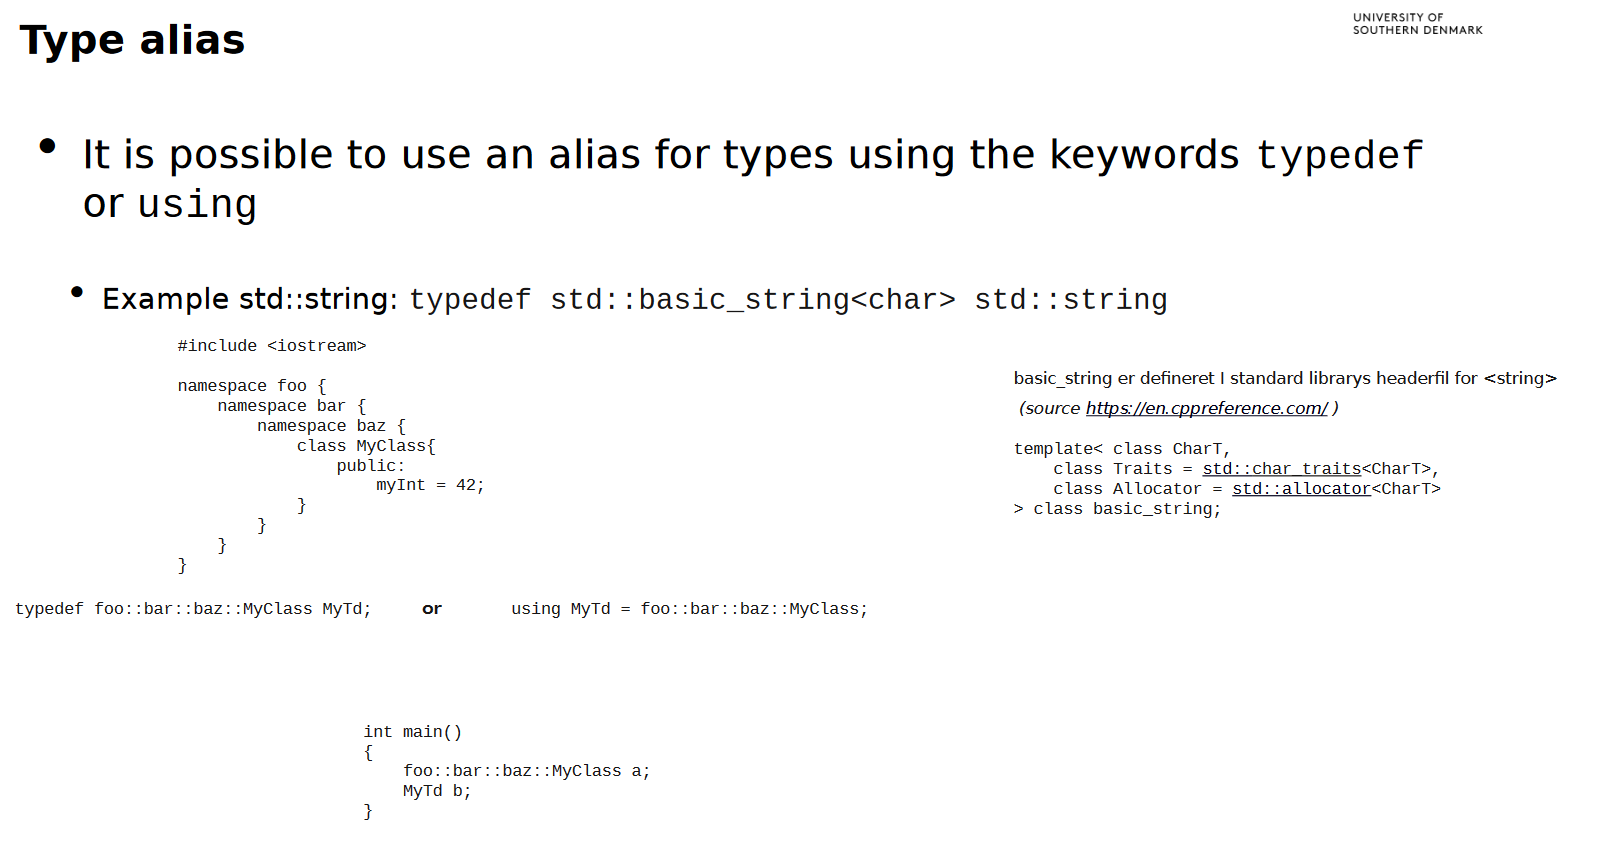 Type alias
UNIVERSITY OF
SOUTHERN DENMARK
• It is possible to use an alias for types using the keywords typedef
or using
• Example std::string: typedef std::basic_string<char> std::string
#include <iostream>
namespace foo {
    namespace bar {
        namespace baz {
            class MyClass{
                public:
                    myInt = 42;
            }
        }
    }
}
basic_string er defineret I standard librarys headerfil for <string>
(source https://en.cppreference.com/ )
template< class CharT,
    class Traits = std::char_traits<CharT>,
    class Allocator = std::allocator<CharT>
> class basic_string;
typedef foo::bar::baz::MyClass MyTd; or using MyTd = foo::bar::baz::MyClass;
int main()
{
    foo::bar::baz::MyClass a;
    MyTd b;
}